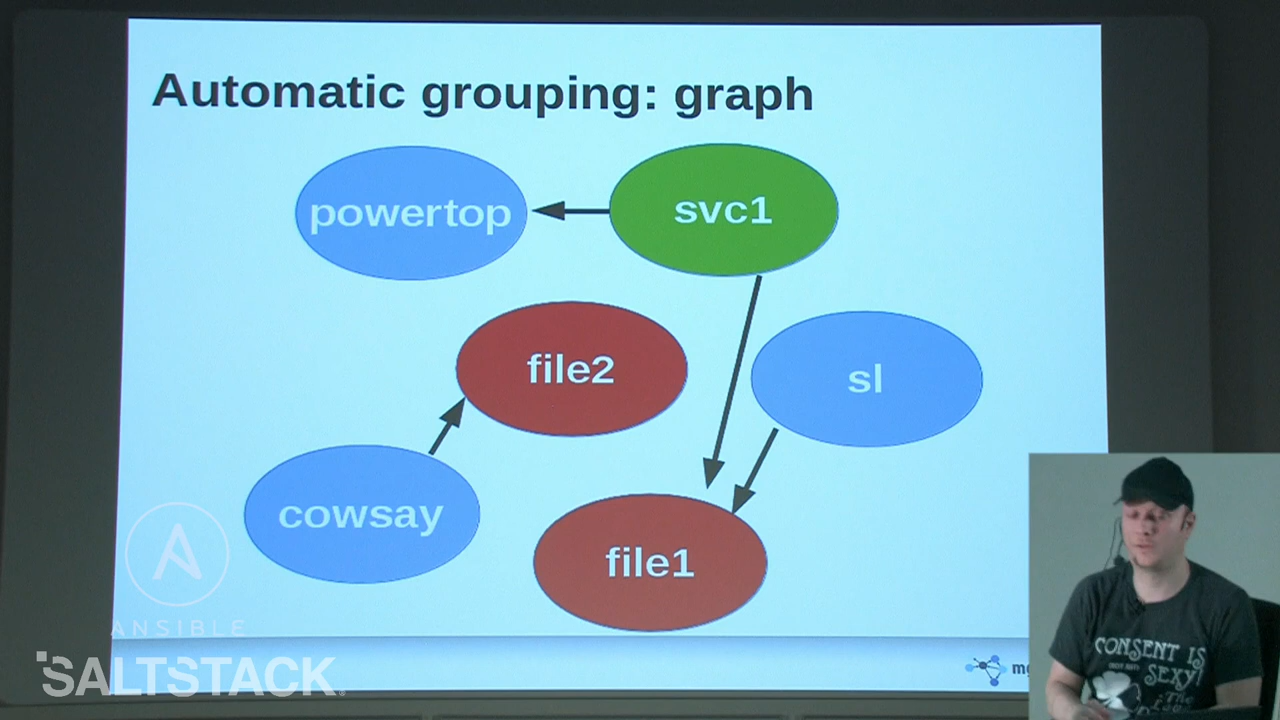 Automatic grouping: graph
powertop
svc1
file2
sl
cowsay
file1
ANSIBLE
SALTSTACK
CONSENT IS
SEXY!